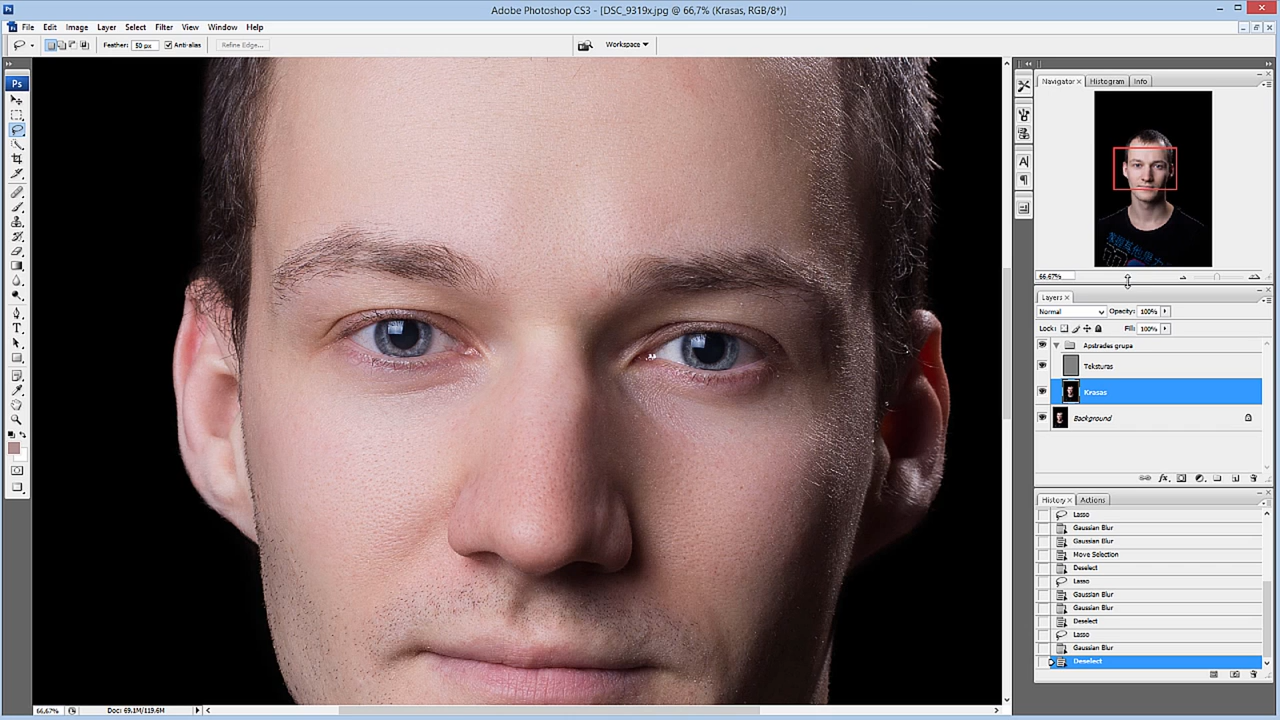 Adobe Photoshop CS3 - [DSC_9319x.jpg @ 66,7% (Krasas, RGB/8*)]
File Edit Image Layer Select Filter View Window Help
Feather: 50 px Anti-alias Refine Edge... Workspace
Ps
Navigator × Histogram Info
66.67%
Layers ×
Normal Opacity: 100%
Lock: Fill: 100%
Apstrades grupa
Teksturas
Krasas
Background
History × Actions
Lasso
Gaussian Blur
Gaussian Blur
Move Selection
Deselect
Lasso
Gaussian Blur
Gaussian Blur
Deselect
Lasso
Gaussian Blur
Deselect
66,67% Doc: 69.1M/119.6M